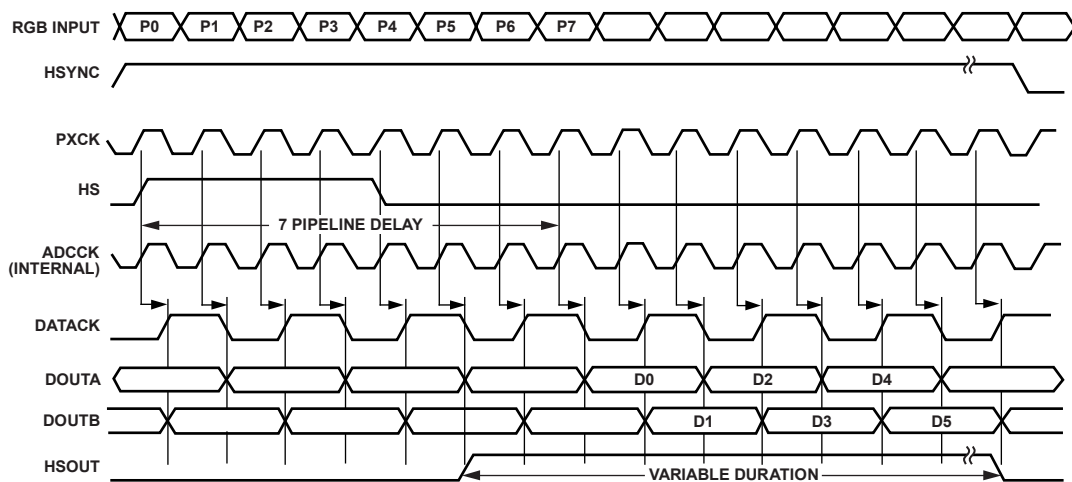 RGB INPUT P0 P1 P2 P3 P4 P5 P6 P7
HSYNC
PXCK
HS
7 PIPELINE DELAY
ADCCK
(INTERNAL)
DATACK
DOUTA D0 D2 D4
DOUTB D1 D3 D5
HSOUT VARIABLE DURATION